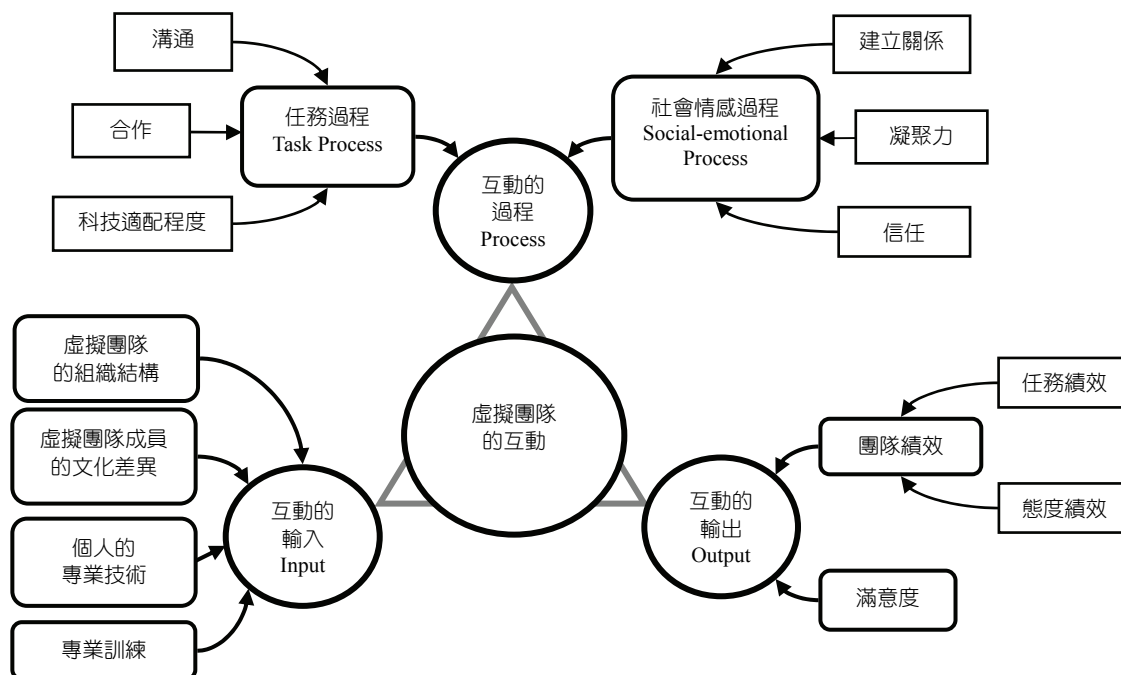 溝通
合作
科技適配程度
任務過程
Task Process
社會情感過程
Social-emotional
Process
建立關係
凝聚力
信任
互動的
過程
Process
虛擬團隊
的互動
虛擬團隊
的組織結構
虛擬團隊成員
的文化差異
個人的
專業技術
專業訓練
互動的
輸入
Input
互動的
輸出
Output
團隊績效
任務績效
態度績效
滿意度